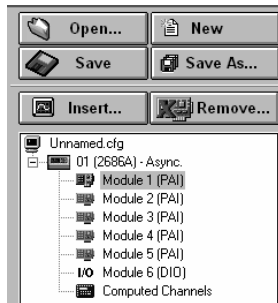 Open... New
Save Save As...
Insert... Remove...
Unnamed.cfg
01 (2686A) - Async.
Module 1 (PAI)
Module 2 (PAI)
Module 3 (PAI)
Module 4 (PAI)
Module 5 (PAI)
I/O Module 6 (DIO)
Computed Channels